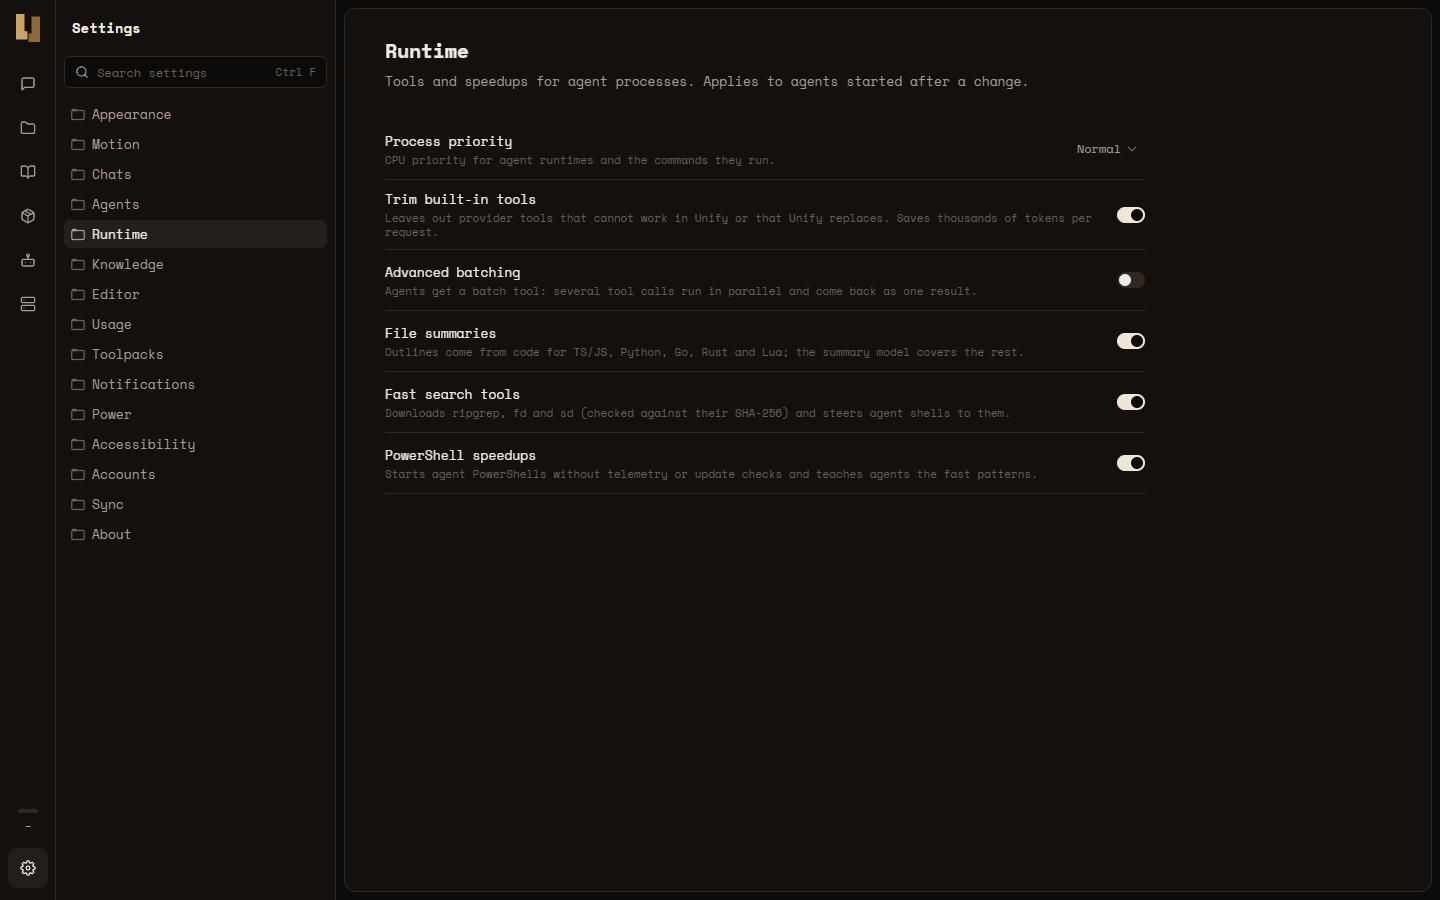 Settings
Search settings
Ctrl F
Appearance
Motion
Chats
Agents
Runtime
Knowledge
Editor
Usage
Toolpacks
Notifications
Power
Accessibility
Accounts
Sync
About
–
Runtime
Tools and speedups for agent processes. Applies to agents started after a change.
Process priority
CPU priority for agent runtimes and the commands they run.
Normal
Trim built-in tools
Leaves out provider tools that cannot work in Unify or that Unify replaces. Saves thousands of tokens per
request.
Advanced batching
Agents get a batch tool: several tool calls run in parallel and come back as one result.
File summaries
Outlines come from code for TS/JS, Python, Go, Rust and Lua; the summary model covers the rest.
Fast search tools
Downloads ripgrep, fd and sd (checked against their SHA-256) and steers agent shells to them.
PowerShell speedups
Starts agent PowerShells without telemetry or update checks and teaches agents the fast patterns.